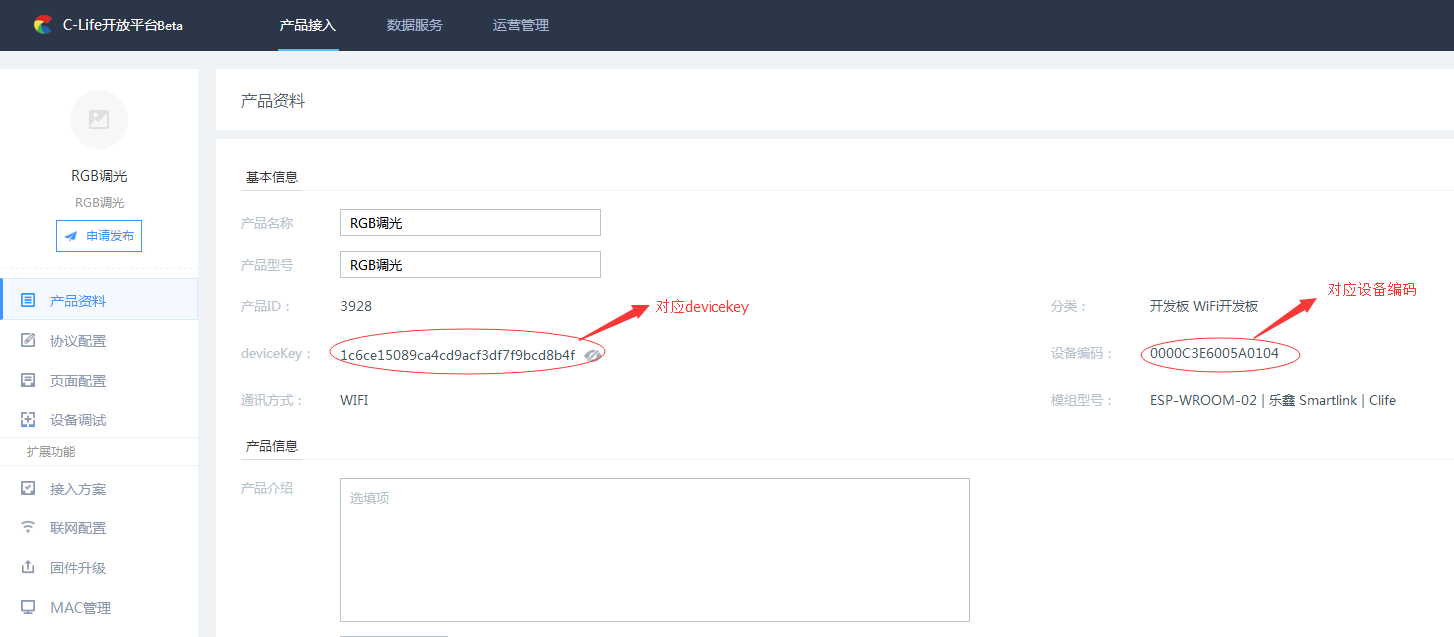 C-Life开放平台Beta 产品接入 数据服务 运营管理
RGB调光
RGB调光
申请发布
产品资料
协议配置
页面配置
设备调试
扩展功能
接入方案
联网配置
固件升级
MAC管理
产品资料
基本信息
产品名称 RGB调光
产品型号 RGB调光
产品ID： 3928 对应devicekey 分类： 开发板 WiFi开发板 对应设备编码
deviceKey： 1c6ce15089ca4cd9acf3df7f9bcd8b4f 设备编码： 0000C3E6005A0104
通讯方式： WIFI 模组型号： ESP-WROOM-02 | 乐鑫 Smartlink | Clife
产品信息
产品介绍 选填项